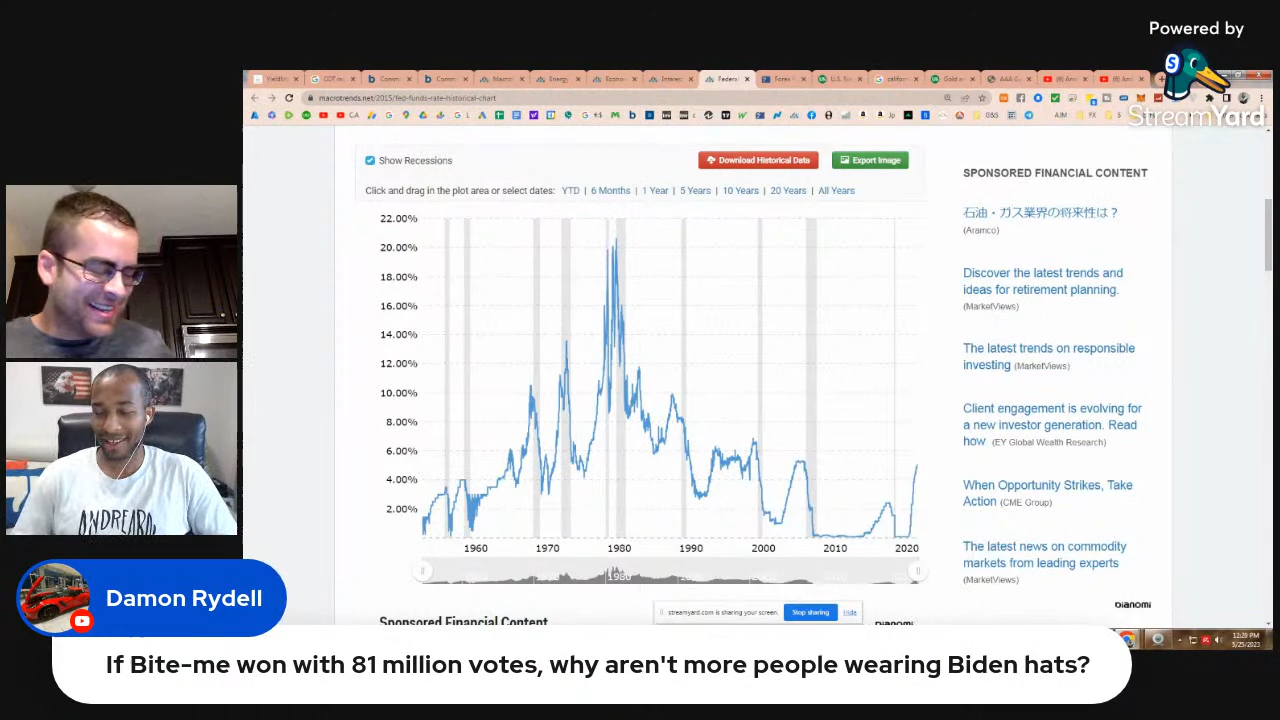 Powered by
StreamYard
macrotrends.net/2015/fed-funds-rate-historical-chart
Show Recessions
Download Historical Data
Export Image
Click and drag in the plot area or select dates: YTD | 6 Months | 1 Year | 5 Years | 10 Years | 20 Years | All Years
22.00%
20.00%
18.00%
16.00%
14.00%
12.00%
10.00%
8.00%
6.00%
4.00%
2.00%
1960 1970 1980 1990 2000 2010 2020
1980
Sponsored Financial Content
SPONSORED FINANCIAL CONTENT
石油・ガス業界の将来性は？
(Aramco)
Discover the latest trends and
ideas for retirement planning.
(MarketViews)
The latest trends on responsible
investing (MarketViews)
Client engagement is evolving for
a new investor generation. Read
how (EY Global Wealth Research)
When Opportunity Strikes, Take
Action (CME Group)
The latest news on commodity
markets from leading experts
(MarketViews)
DIANOMI
streamyard.com is sharing your screen. Stop sharing Hide
12:20 PM
5/25/2023
Damon Rydell
If Bite-me won with 81 million votes, why aren't more people wearing Biden hats?